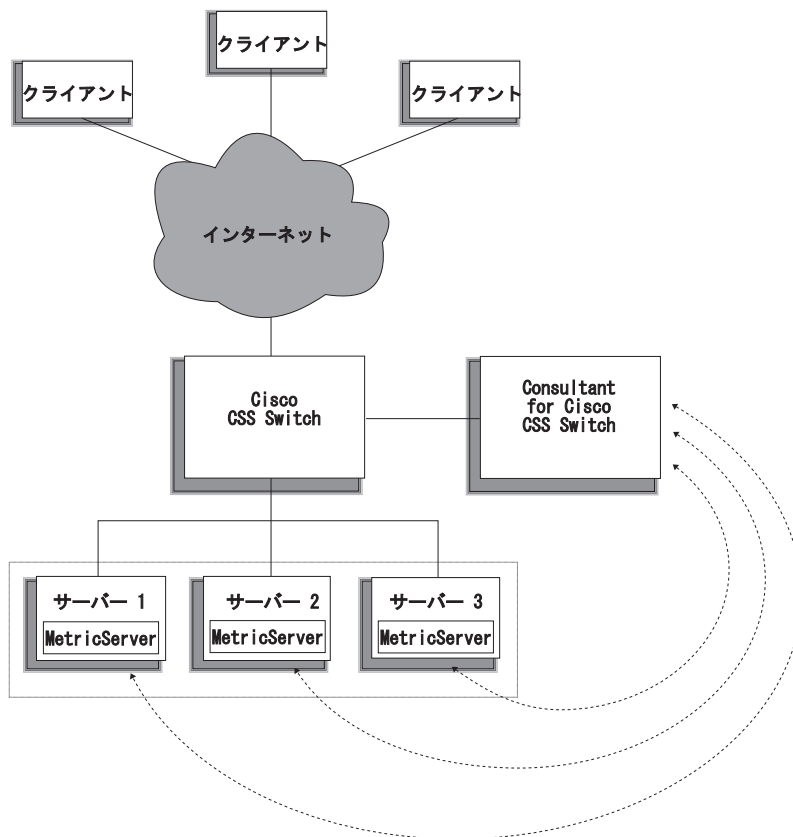 クライアント
クライアント
クライアント
インターネット
Cisco
CSS Switch
Consultant
for Cisco
CSS Switch
サーバー 1
MetricServer
サーバー 2
MetricServer
サーバー 3
MetricServer